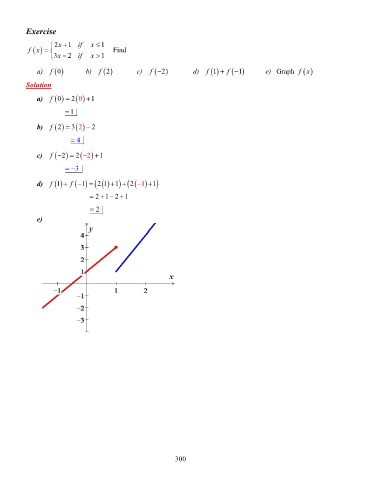 Exercise
f(x) = { 2x + 1 if x ≤ 1
3x − 2 if x > 1 Find
a) f(0) b) f(2) c) f(−2) d) f(1) + f(−1) e) Graph f(x)
Solution
a) f(0) = 2(0) + 1
= 1
b) f(2) = 3(2) − 2
= 4
c) f(−2) = 2(−2) + 1
= −3
d) f(1) + f(−1) = (2(1) + 1) + (2(−1) + 1)
= 2 + 1 − 2 + 1
= 2
e)
y
4
3
2
1
x
−1 1 2
−1
−2
−3
300